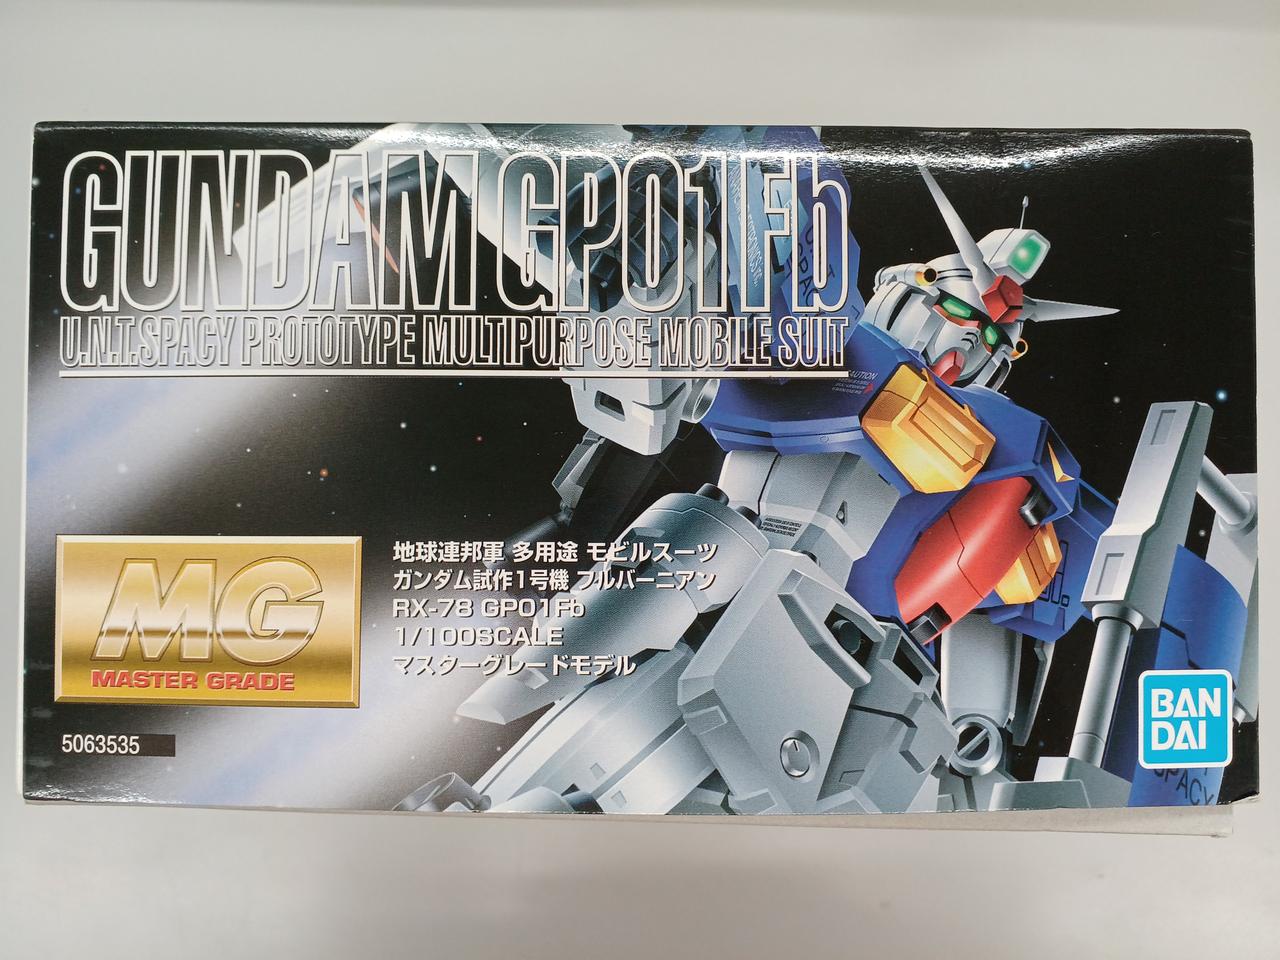 GUNDAM GP01Fb
U.N.T.SPACY PROTOTYPE MULTIPURPOSE MOBILE SUIT
CAUTION
地球連邦軍 多用途 モビルスーツ
ガンダム試作1号機 フルバーニアン
RX-78 GP01Fb
1/100SCALE
マスターグレードモデル
MG
MASTER GRADE
5063535
BAN
DAI
SPACY